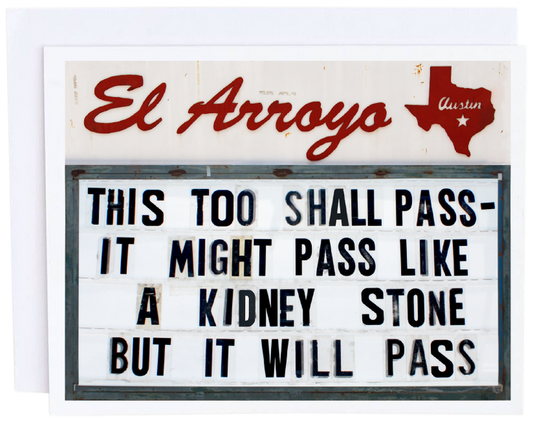 El Arroyo
Austin
THIS TOO SHALL PASS-
IT MIGHT PASS LIKE
A KIDNEY STONE
BUT IT WILL PASS